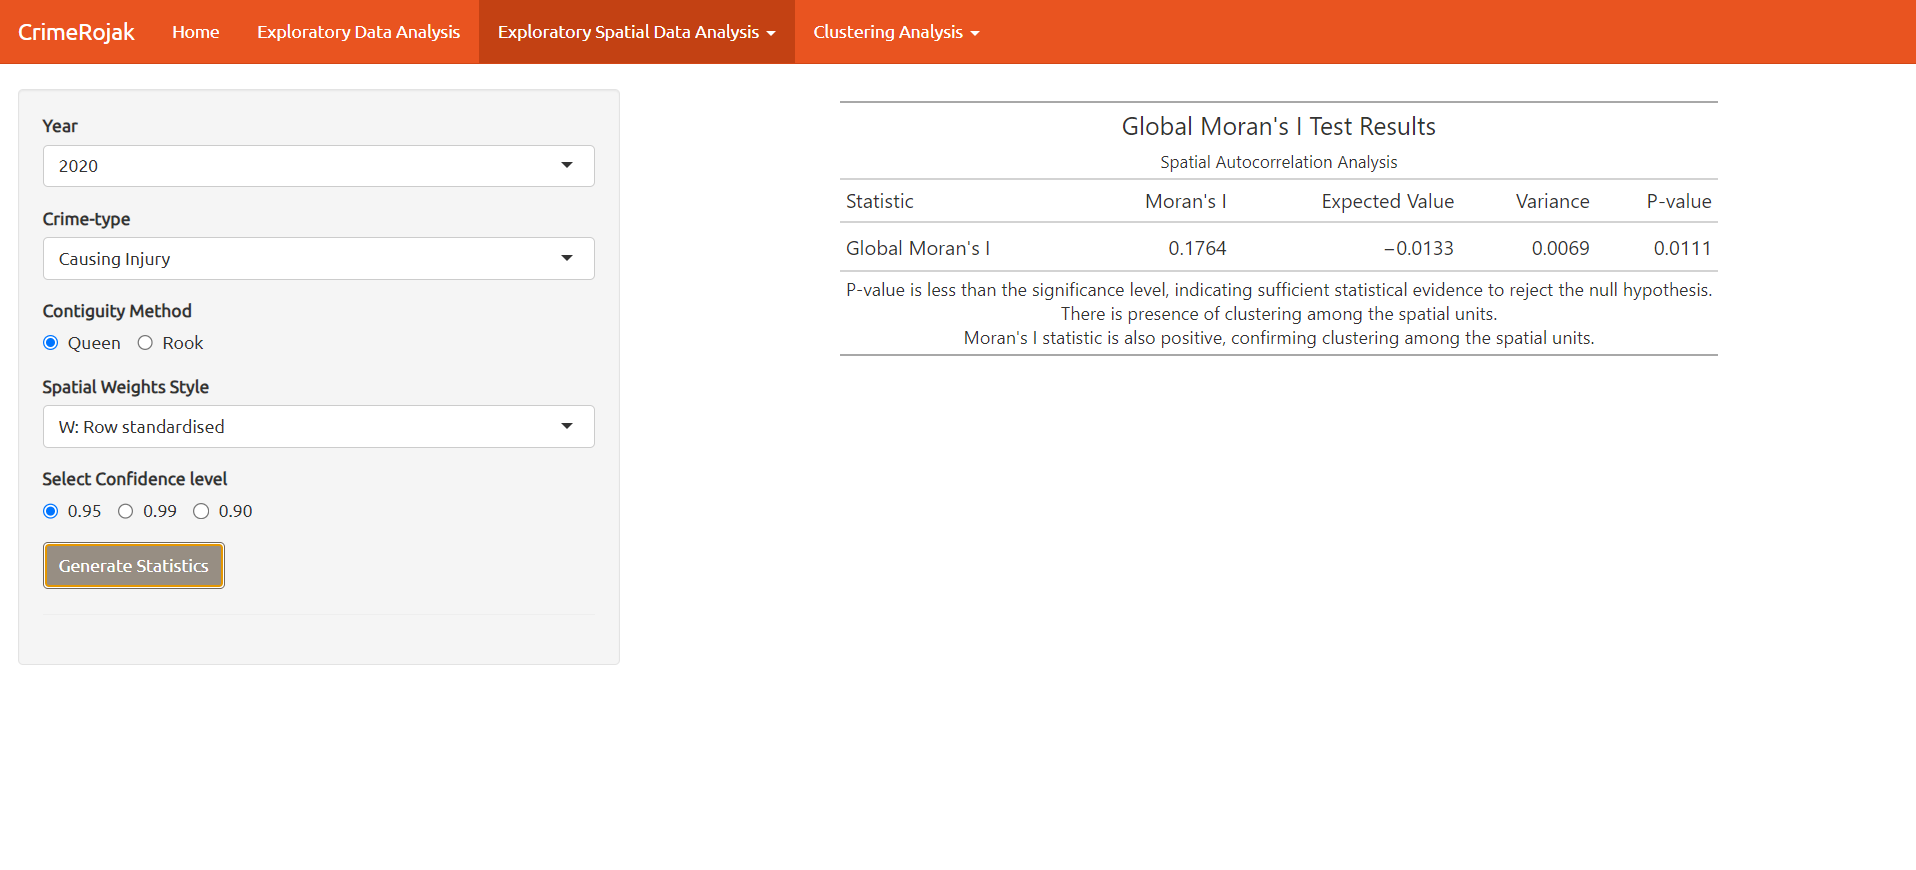 CrimeRojak Home Exploratory Data Analysis Exploratory Spatial Data Analysis Clustering Analysis
Year
2020
Crime-type
Causing Injury
Contiguity Method
Queen Rook
Spatial Weights Style
W: Row standardised
Select Confidence level
0.95 0.99 0.90
Generate Statistics
Global Moran's I Test Results
Spatial Autocorrelation Analysis
Statistic Moran's I Expected Value Variance P-value
Global Moran's I 0.1764 −0.0133 0.0069 0.0111
P-value is less than the significance level, indicating sufficient statistical evidence to reject the null hypothesis.
There is presence of clustering among the spatial units.
Moran's I statistic is also positive, confirming clustering among the spatial units.